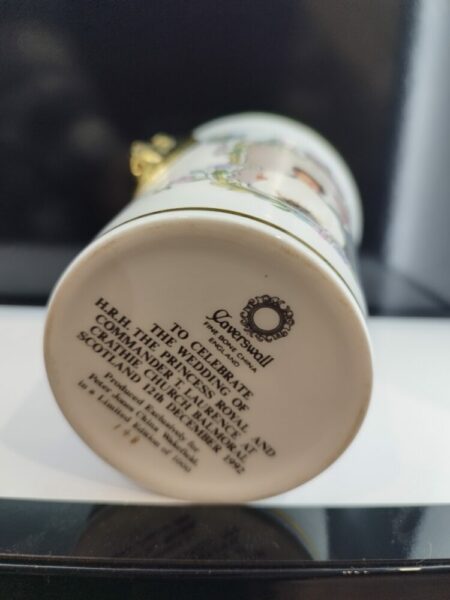 Coverswall
FINE BONE CHINA
ENGLAND
TO CELEBRATE
THE WEDDING OF
H.R.H. THE PRINCESS ROYAL AND
COMMANDER T. LAURENCE AT
CRATHIE CHURCH BALMORAL
SCOTLAND 12th DECEMBER 1992
Produced Exclusively for
Peter Jones China Wakefield
in a Limited Edition of 1000